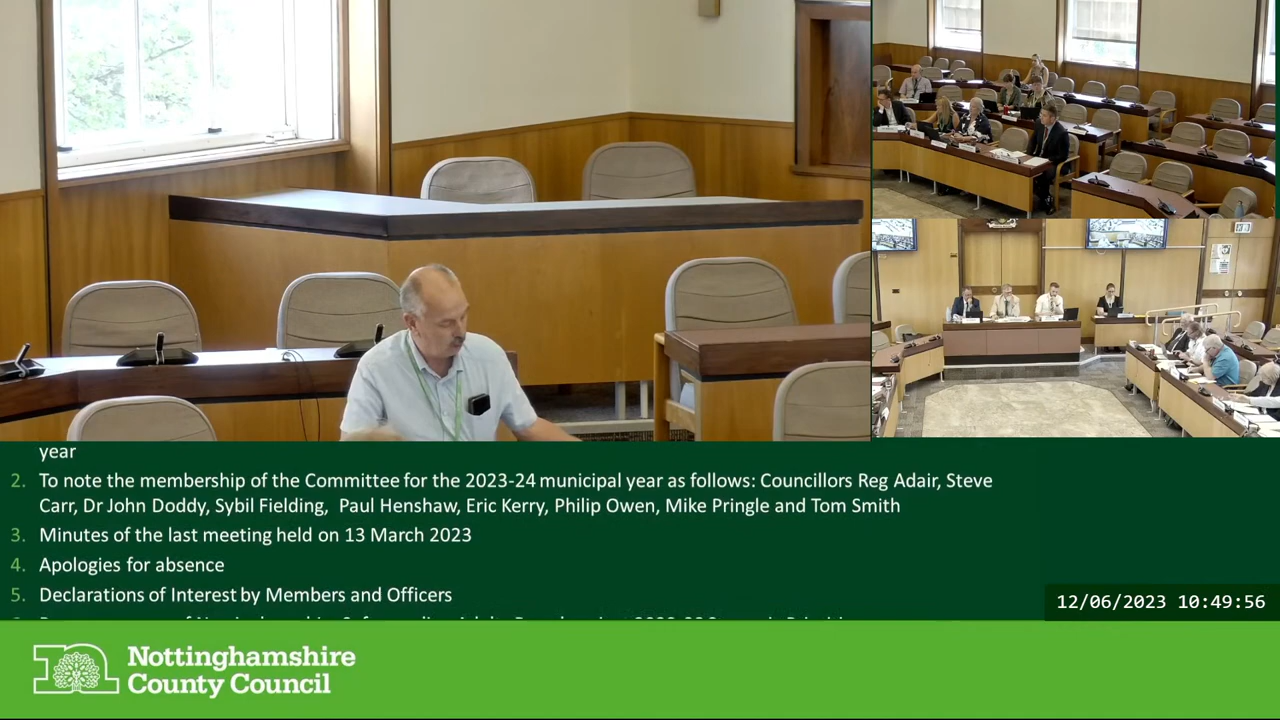 year
2. To note the membership of the Committee for the 2023-24 municipal year as follows: Councillors Reg Adair, Steve
Carr, Dr John Doddy, Sybil Fielding, Paul Henshaw, Eric Kerry, Philip Owen, Mike Pringle and Tom Smith
3. Minutes of the last meeting held on 13 March 2023
4. Apologies for absence
5. Declarations of Interest by Members and Officers
12/06/2023 10:49:56
Nottinghamshire
County Council